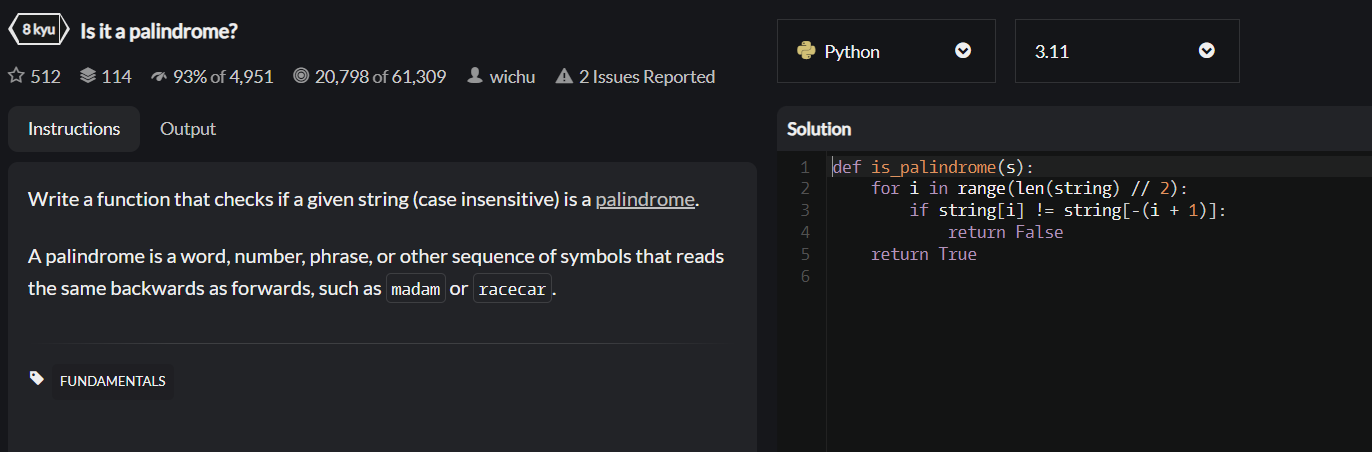 8 kyu Is it a palindrome?
512 114 93% of 4,951 20,798 of 61,309 wichu 2 Issues Reported
Instructions Output
Write a function that checks if a given string (case insensitive) is a palindrome.
A palindrome is a word, number, phrase, or other sequence of symbols that reads
the same backwards as forwards, such as madam or racecar.
FUNDAMENTALS
Python 3.11
Solution
1 def is_palindrome(s):
2     for i in range(len(string) // 2):
3         if string[i] != string[-(i + 1)]:
4             return False
5     return True
6